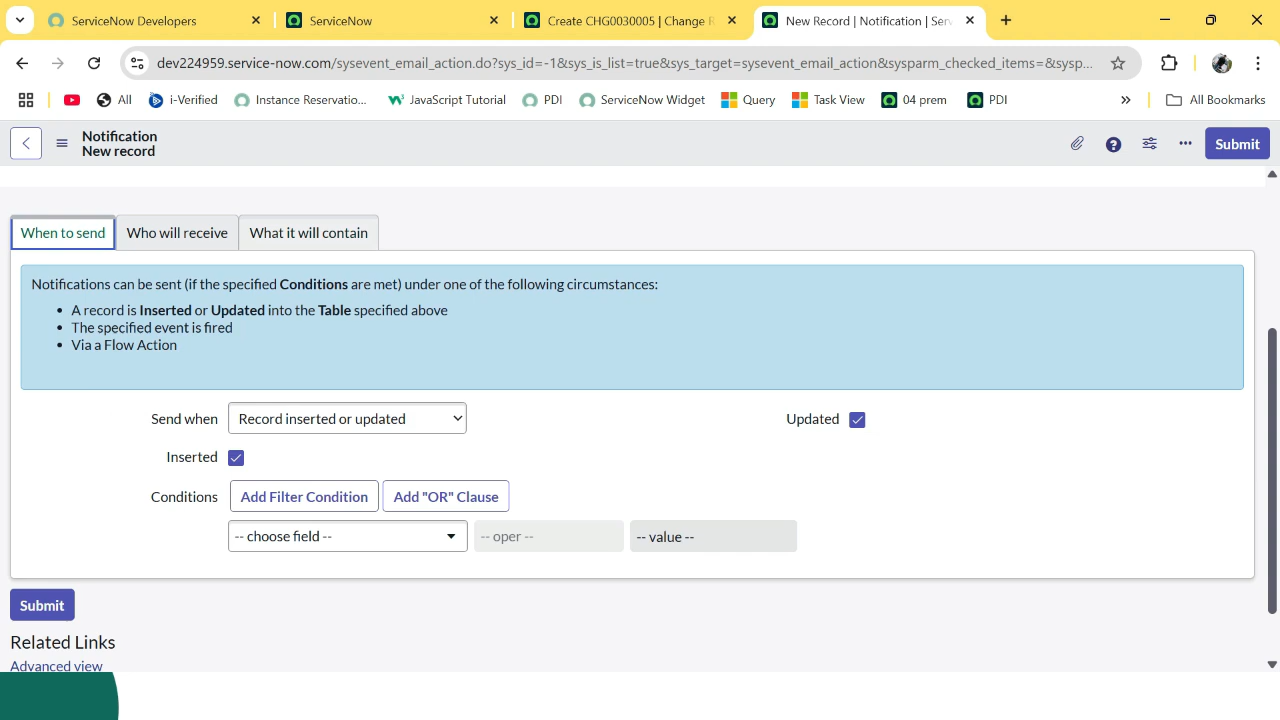 ServiceNow Developers
ServiceNow
Create CHG0030005 | Change R
New Record | Notification | Serv
dev224959.service-now.com/sysevent_email_action.do?sys_id=-1&sys_is_list=true&sys_target=sysevent_email_action&sysparm_checked_items=&sysp...
All
i-Verified
Instance Reservatio...
JavaScript Tutorial
PDI
ServiceNow Widget
Query
Task View
04 prem
PDI
»
All Bookmarks
Notification
New record
Submit
When to send
Who will receive
What it will contain
Notifications can be sent (if the specified Conditions are met) under one of the following circumstances:
• A record is Inserted or Updated into the Table specified above
• The specified event is fired
• Via a Flow Action
Send when
Record inserted or updated
Updated
Inserted
Conditions
Add Filter Condition
Add "OR" Clause
-- choose field --
-- oper --
-- value --
Submit
Related Links
Advanced view